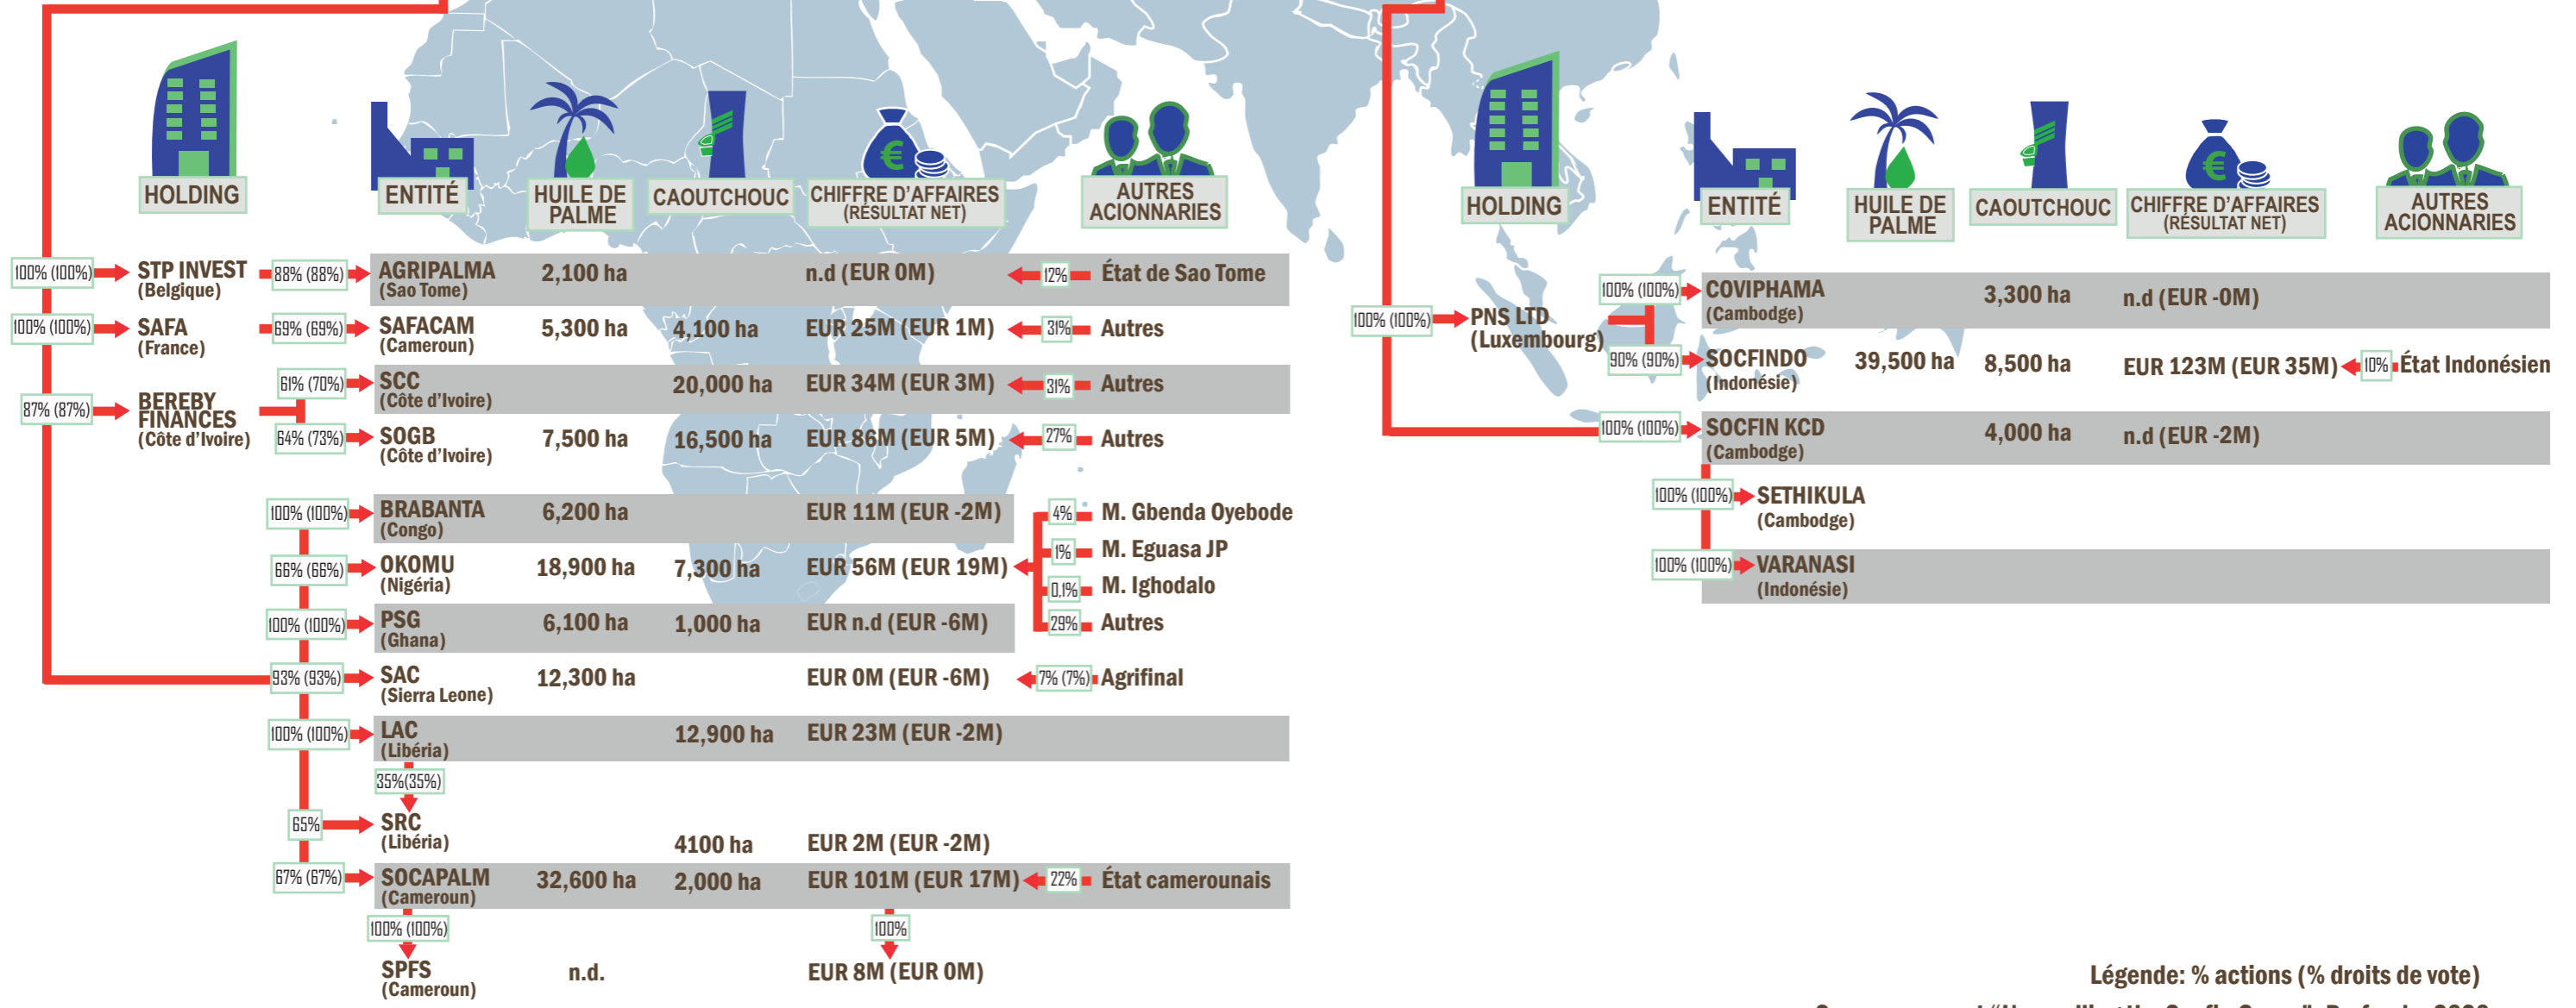 HOLDING
ENTITÉ
HUILE DE
PALME
CAOUTCHOUC
CHIFFRE D'AFFAIRES
(RÉSULTAT NET)
AUTRES
ACIONNARIES
100% (100%) STP INVEST 88% (88%) AGRIPALMA 2,100 ha n.d (EUR 0M) 12% État de Sao Tome
(Belgique) (Sao Tome)
100% (100%) SAFA 69% (69%) SAFACAM 5,300 ha 4,100 ha EUR 25M (EUR 1M) 31% Autres
(France) (Cameroun)
61% (70%) SCC 20,000 ha EUR 34M (EUR 3M) 31% Autres
(Côte d'Ivoire)
87% (87%) BEREBY
FINANCES
(Côte d'Ivoire)
64% (73%) SOGB 7,500 ha 16,500 ha EUR 86M (EUR 5M) 27% Autres
(Côte d'Ivoire)
100% (100%) BRABANTA 6,200 ha EUR 11M (EUR -2M) 4% M. Gbenda Oyebode
(Congo)
1% M. Eguasa JP
66% (66%) OKOMU 18,900 ha 7,300 ha EUR 56M (EUR 19M)
(Nigéria)
0,1% M. Ighodalo
100% (100%) PSG 6,100 ha 1,000 ha EUR n.d (EUR -6M) 29% Autres
(Ghana)
93% (93%) SAC 12,300 ha EUR 0M (EUR -6M) 7% (7%) Agrifinal
(Sierra Leone)
100% (100%) LAC 12,900 ha EUR 23M (EUR -2M)
(Libéria)
35%(35%)
65% SRC
(Libéria) 4100 ha EUR 2M (EUR -2M)
67% (67%) SOCAPALM 32,600 ha 2,000 ha EUR 101M (EUR 17M) 22% État camerounais
(Cameroun)
100% (100%) 100%
SPFS n.d. EUR 8M (EUR 0M)
(Cameroun)
HOLDING
ENTITÉ
HUILE DE
PALME
CAOUTCHOUC
CHIFFRE D'AFFAIRES
(RÉSULTAT NET)
AUTRES
ACIONNARIES
100% (100%) COVIPHAMA 3,300 ha n.d (EUR -0M)
(Cambodge)
100% (100%) PNS LTD
(Luxembourg)
90% (90%) SOCFINDO 39,500 ha 8,500 ha EUR 123M (EUR 35M) 10% État Indonésien
(Indonésie)
100% (100%) SOCFIN KCD 4,000 ha n.d (EUR -2M)
(Cambodge)
100% (100%) SETHIKULA
(Cambodge)
100% (100%) VARANASI
(Indonésie)
Légende: % actions (% droits de vote)